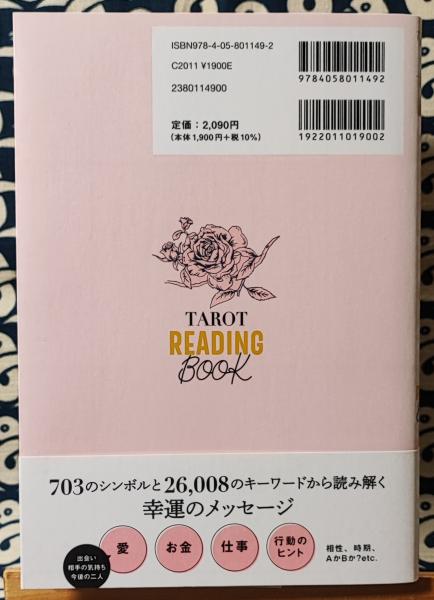 ISBN978-4-05-801149-2
C2011 ¥1900E
2380114900
定価：2,090円
（本体1,900円＋税10%）
9784058011492
1922011019002
TAROT
READING
BOOK
703のシンボルと26,008のキーワードから読み解く
幸運のメッセージ
出会い
相手の気持ち
今後の二人
愛
お金
仕事
行動の
ヒント
相性、時期、
AかBか?etc.